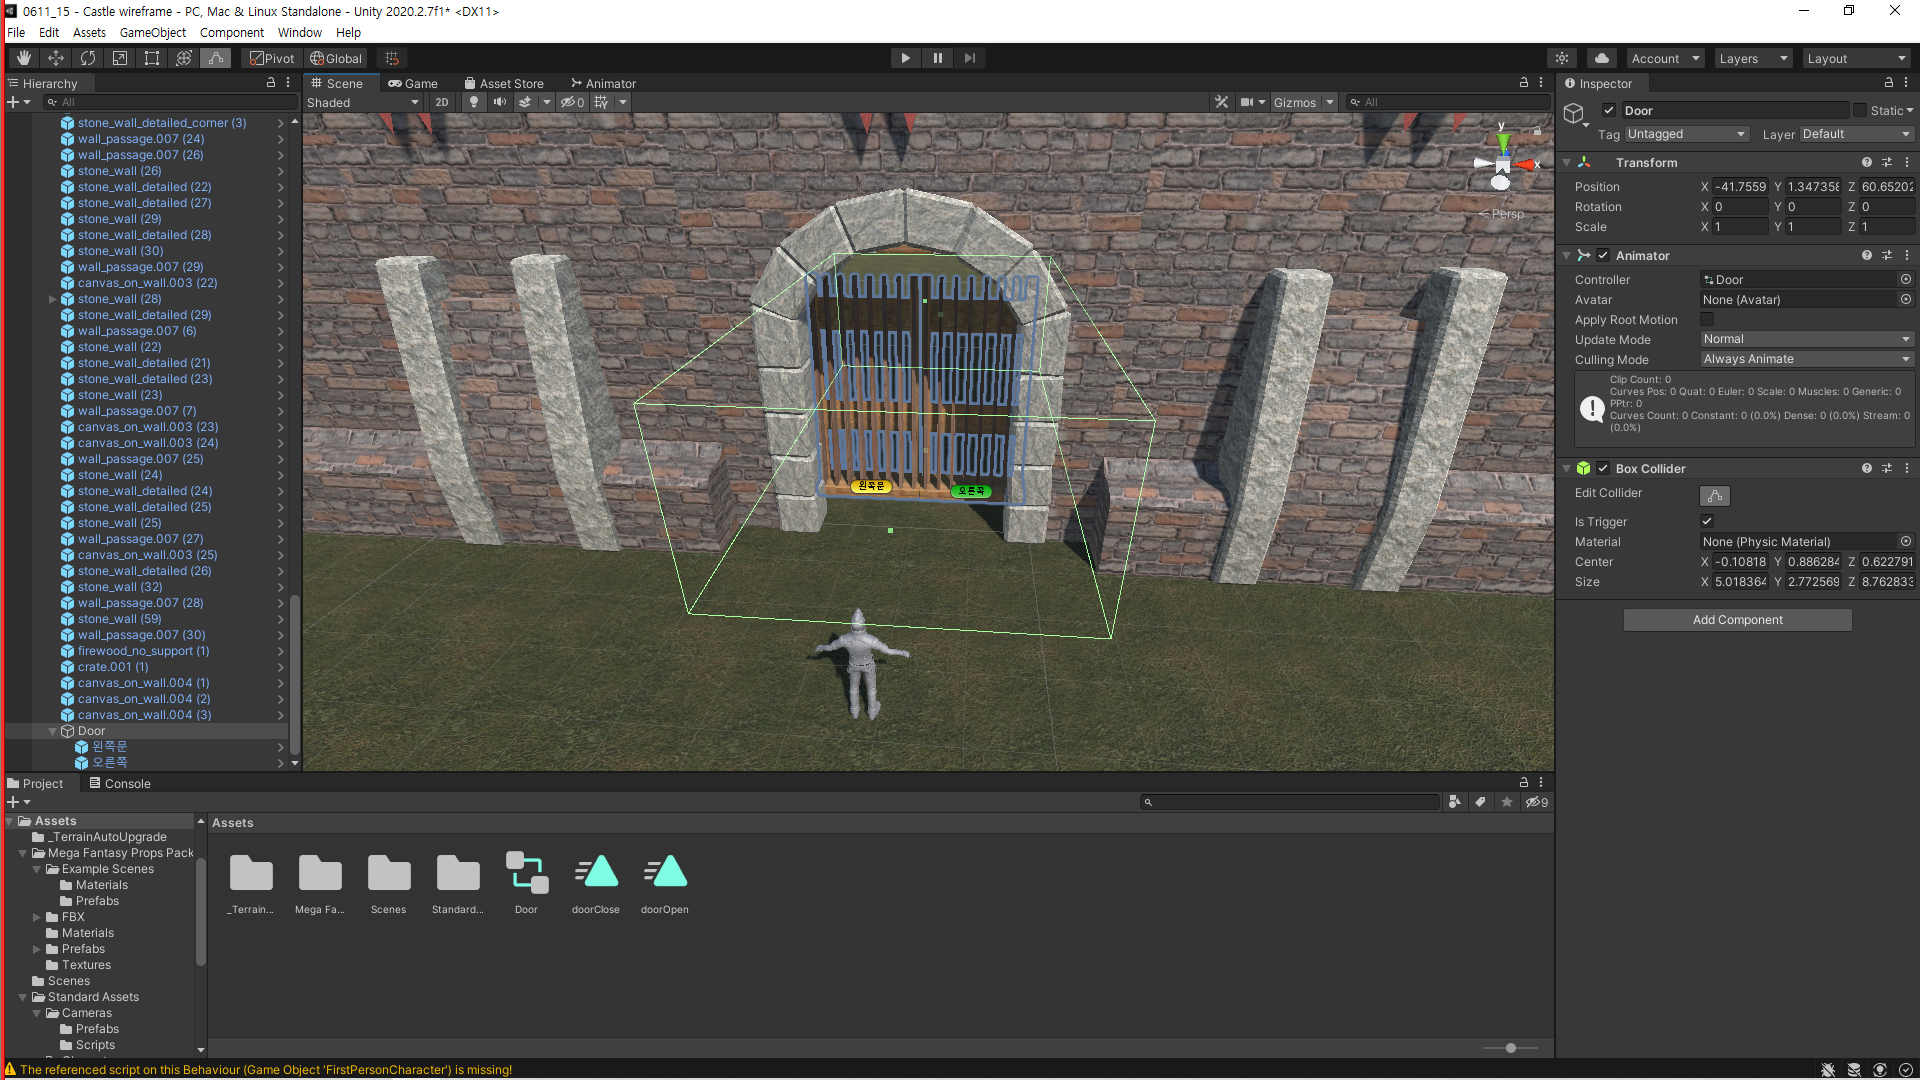 0611_15 - Castle wireframe - PC, Mac & Linux Standalone - Unity 2020.2.7f1* <DX11>
File Edit Assets GameObject Component Window Help
Pivot Global Account Layers Layout
Hierarchy
All
stone_wall_detailed_corner (3)
wall_passage.007 (24)
wall_passage.007 (26)
stone_wall (26)
stone_wall_detailed (22)
stone_wall_detailed (27)
stone_wall (29)
stone_wall_detailed (28)
stone_wall (30)
wall_passage.007 (29)
canvas_on_wall.003 (22)
stone_wall (28)
stone_wall_detailed (29)
wall_passage.007 (6)
stone_wall (22)
stone_wall_detailed (21)
stone_wall_detailed (23)
stone_wall (23)
wall_passage.007 (7)
canvas_on_wall.003 (23)
canvas_on_wall.003 (24)
wall_passage.007 (25)
stone_wall (24)
stone_wall_detailed (24)
stone_wall_detailed (25)
stone_wall (25)
wall_passage.007 (27)
canvas_on_wall.003 (25)
stone_wall_detailed (26)
stone_wall (32)
wall_passage.007 (28)
stone_wall (59)
wall_passage.007 (30)
firewood_no_support (1)
crate.001 (1)
canvas_on_wall.004 (1)
canvas_on_wall.004 (2)
canvas_on_wall.004 (3)
Door
왼쪽문
오른쪽
Scene Game Asset Store Animator
Shaded 2D 0 Gizmos All
y
x
Persp
왼쪽문
오른쪽
Inspector
Door Static
Tag Untagged Layer Default
Transform
Position X -41.7559 Y 1.347358 Z 60.65202
Rotation X 0 Y 0 Z 0
Scale X 1 Y 1 Z 1
Animator
Controller Door
Avatar None (Avatar)
Apply Root Motion
Update Mode Normal
Culling Mode Always Animate
Clip Count: 0
Curves Pos: 0 Quat: 0 Euler: 0 Scale: 0 Muscles: 0 Generic: 0
PPtr: 0
Curves Count: 0 Constant: 0 (0.0%) Dense: 0 (0.0%) Stream: 0
(0.0%)
Box Collider
Edit Collider
Is Trigger
Material None (Physic Material)
Center X -0.10818 Y 0.886284 Z 0.622791
Size X 5.018364 Y 2.772569 Z 8.762833
Add Component
Project Console
9
Assets
_TerrainAutoUpgrade
Mega Fantasy Props Pack
Example Scenes
Materials
Prefabs
FBX
Materials
Prefabs
Textures
Scenes
Standard Assets
Cameras
Prefabs
Scripts
Assets
_Terrain... Mega Fa... Scenes Standard... Door doorClose doorOpen
The referenced script on this Behaviour (Game Object 'FirstPersonCharacter') is missing!